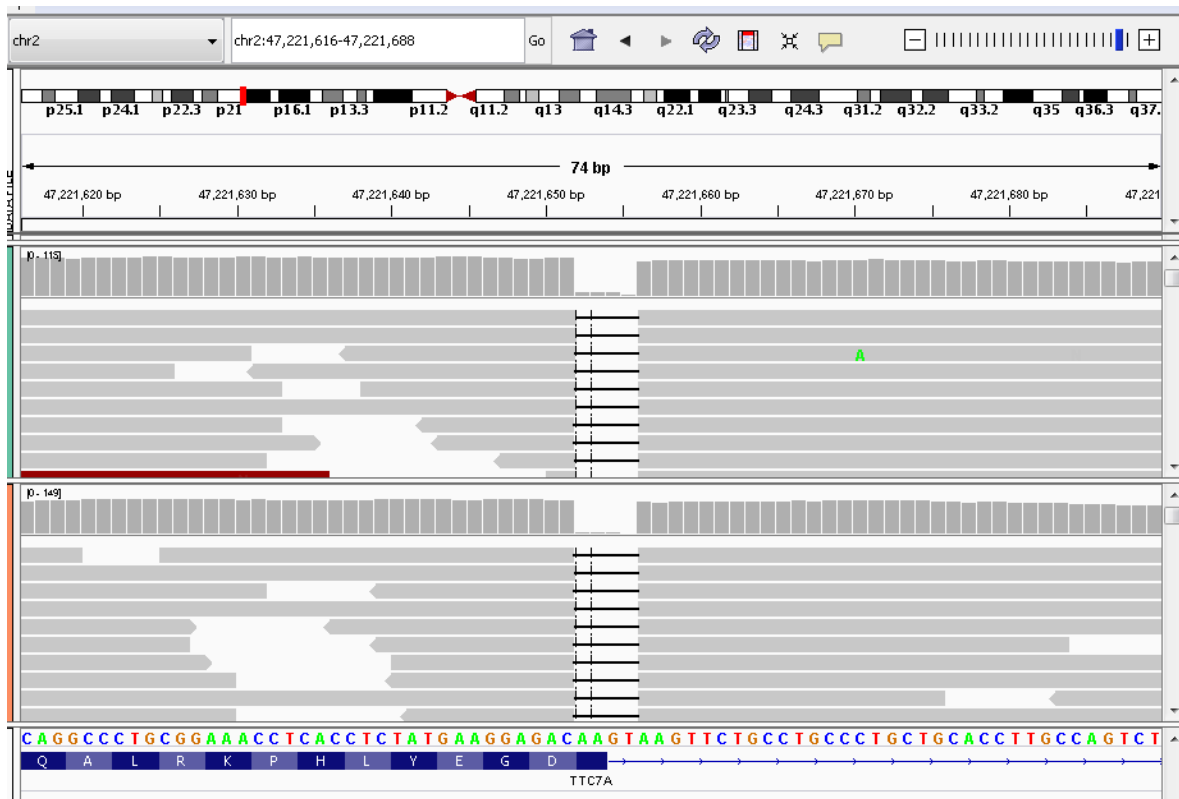 chr2
chr2:47,221,616-47,221,688
Go
p25.1 p24.1 p22.3 p21 p16.1 p13.3 p11.2 q11.2 q13 q14.3 q22.1 q23.3 q24.3 q31.2 q32.2 q33.2 q35 q36.3 q37.
74 bp
47,221,620 bp 47,221,630 bp 47,221,640 bp 47,221,650 bp 47,221,660 bp 47,221,670 bp 47,221,680 bp 47,221
[0 - 115]
A
[0 - 149]
CAGGCCCTGCGGAAACCTCACCTCTATGAAGGAGACAAGTAAGTTCTGCCTGCCCTGCTGCACCTTGCCAGTCT
Q A L R K P H L Y E G D
TTC7A